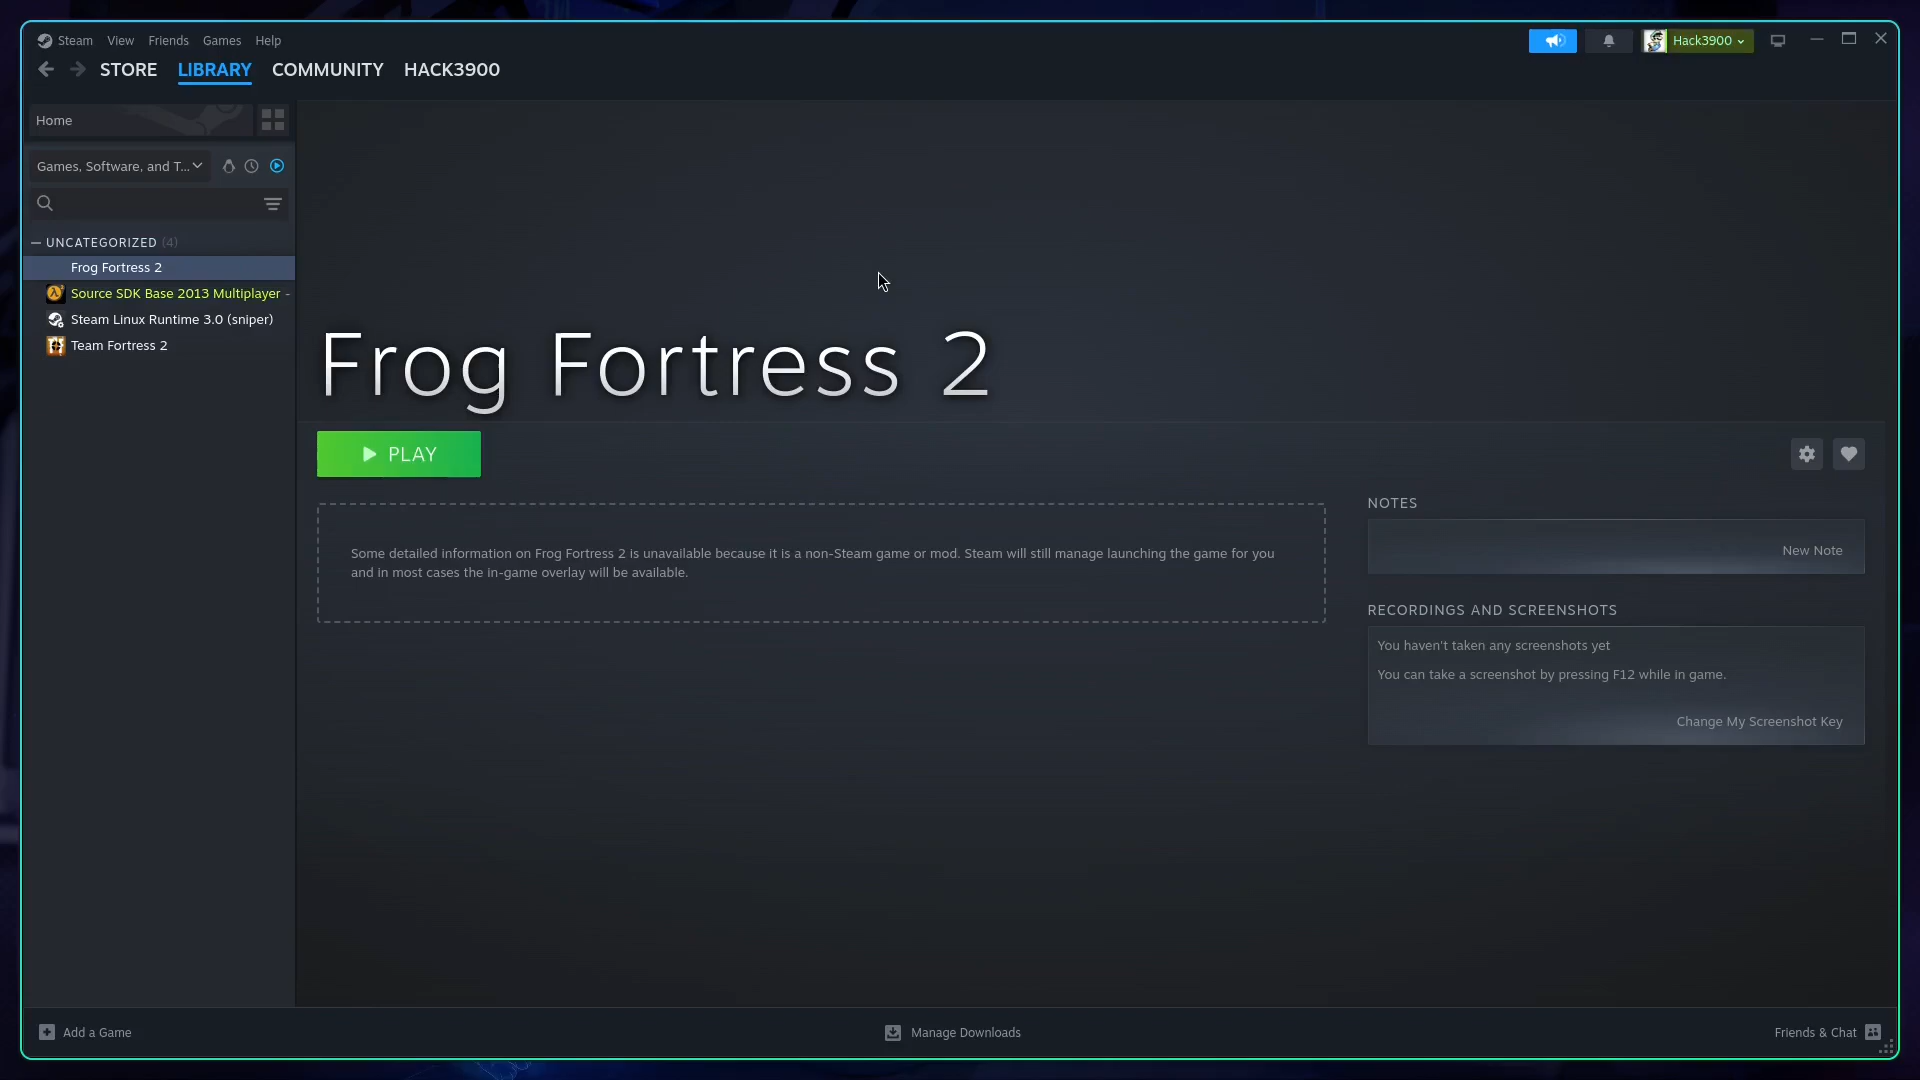 Steam View Friends Games Help
Hack3900
STORE LIBRARY COMMUNITY HACK3900
Home
Games, Software, and T...
UNCATEGORIZED (4)
Frog Fortress 2
Source SDK Base 2013 Multiplayer -
Steam Linux Runtime 3.0 (sniper)
Team Fortress 2
Frog Fortress 2
PLAY
Some detailed information on Frog Fortress 2 is unavailable because it is a non-Steam game or mod. Steam will still manage launching the game for you
and in most cases the in-game overlay will be available.
NOTES
New Note
RECORDINGS AND SCREENSHOTS
You haven't taken any screenshots yet
You can take a screenshot by pressing F12 while in game.
Change My Screenshot Key
Add a Game
Manage Downloads
Friends & Chat